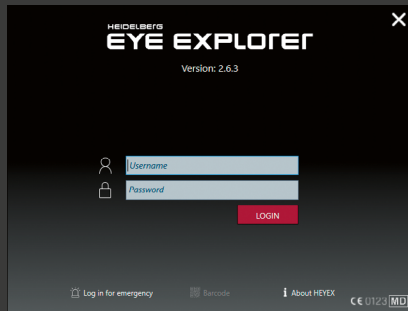 HEIDELBERG
EYE EXPLORER
Version: 2.6.3
Username
Password
LOGIN
Log in for emergency
Barcode
About HEYEX
CE 0123 MD